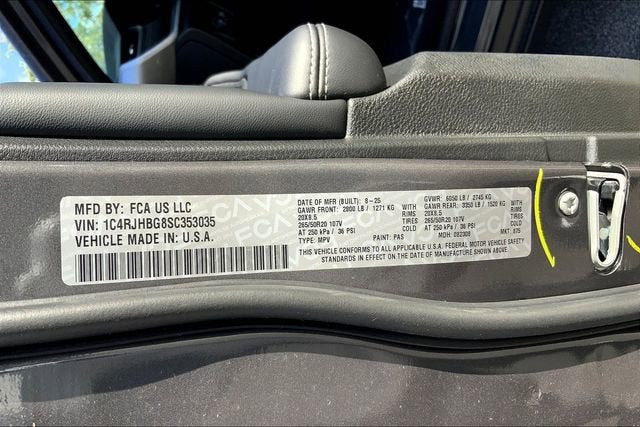 MFD BY: FCA US LLC
VIN: 1C4RJHBG8SC353035
VEHICLE MADE IN: U.S.A.
DATE OF MFR (BUILT): 8-25 GVWR: 6050 LB / 2745 KG
GAWR FRONT: 2800 LB / 1271 KG WITH GAWR REAR: 3350 LB / 1520 KG WITH
20X8.5 TIRES 20X8.5 TIRES
265/50R20 107V RIMS 265/50R20 107V RIMS
AT 250 kPa / 36 PSI AT 250 kPa / 36 PSI
TYPE: MPV PAINT: PAS MDH: 082308 MKT: 875
THIS VEHICLE CONFORMS TO ALL APPLICABLE U.S.A. FEDERAL MOTOR VEHICLE SAFETY
STANDARDS IN EFFECT ON THE DATE OF MANUFACTURE SHOWN ABOVE.